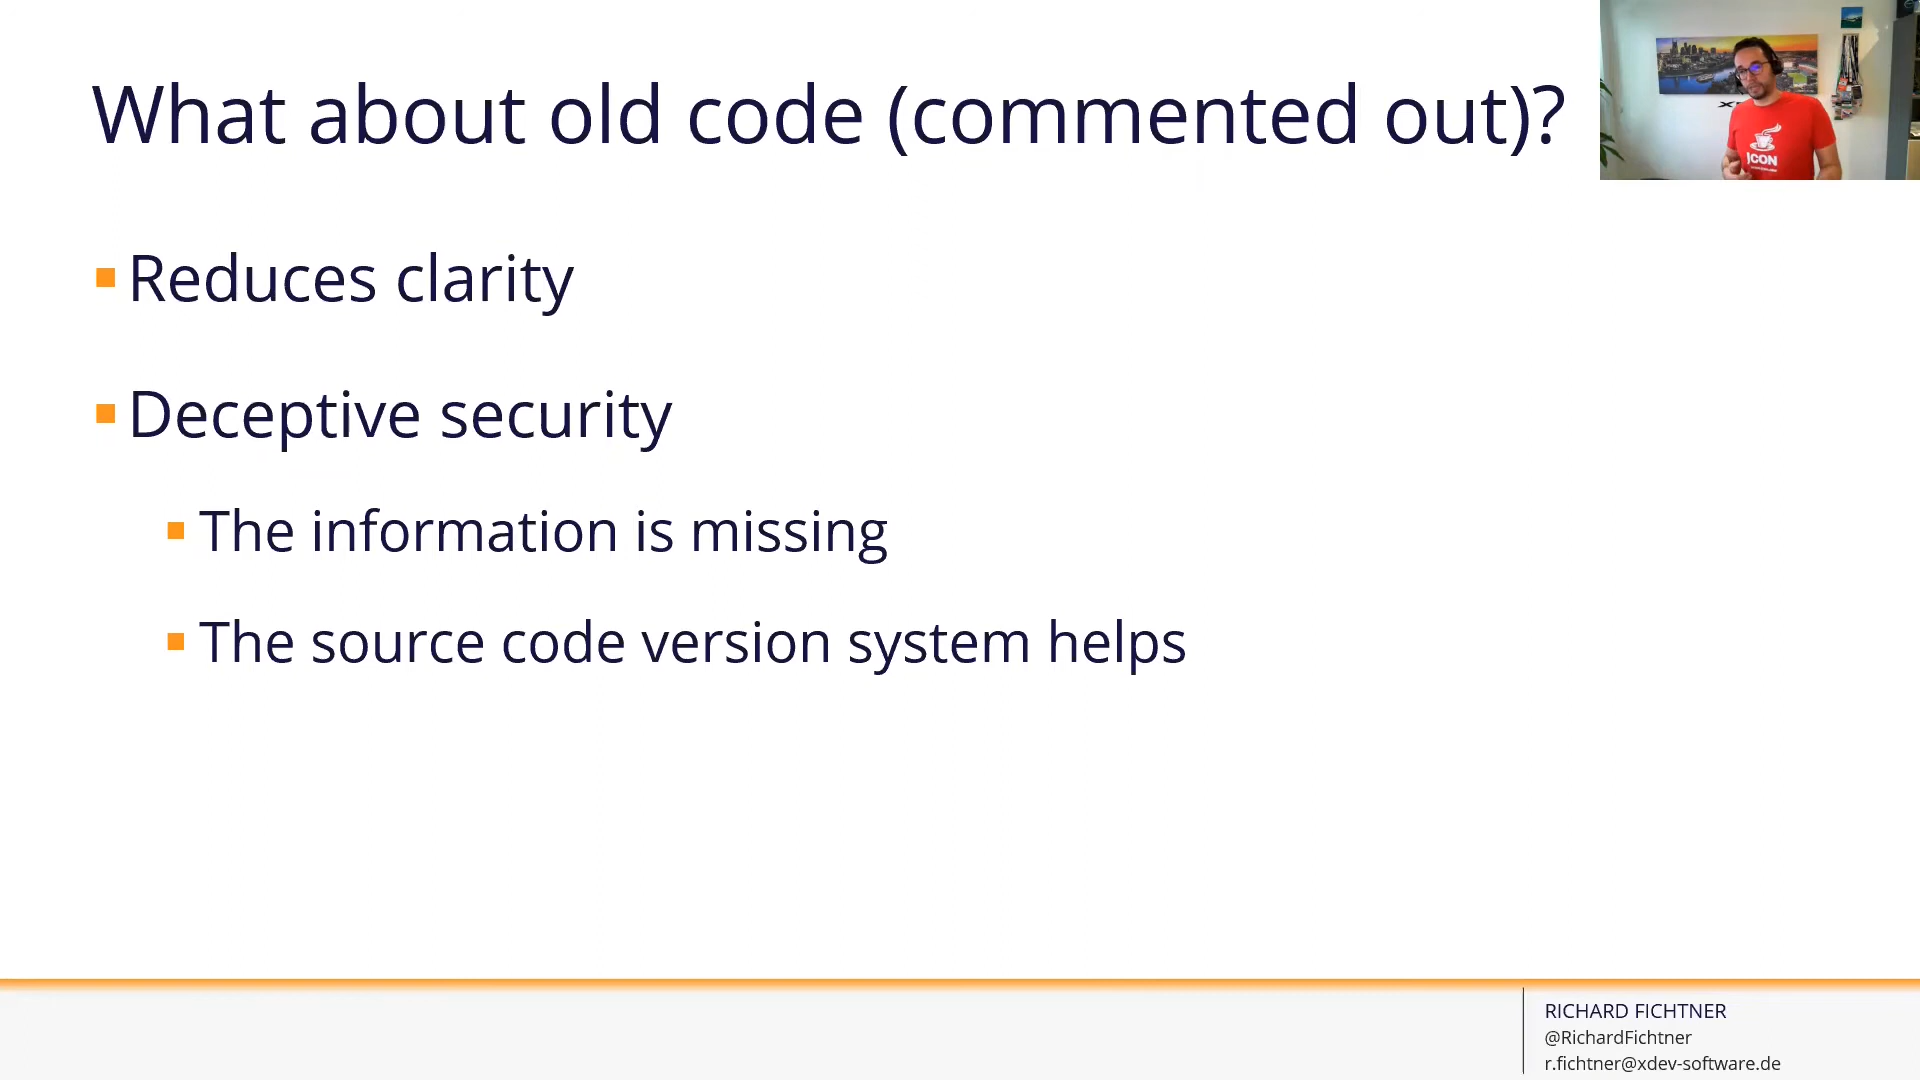 What about old code (commented out)?
Reduces clarity
Deceptive security
The information is missing
The source code version system helps
JCON
RICHARD FICHTNER
@RichardFichtner
r.fichtner@xdev-software.de